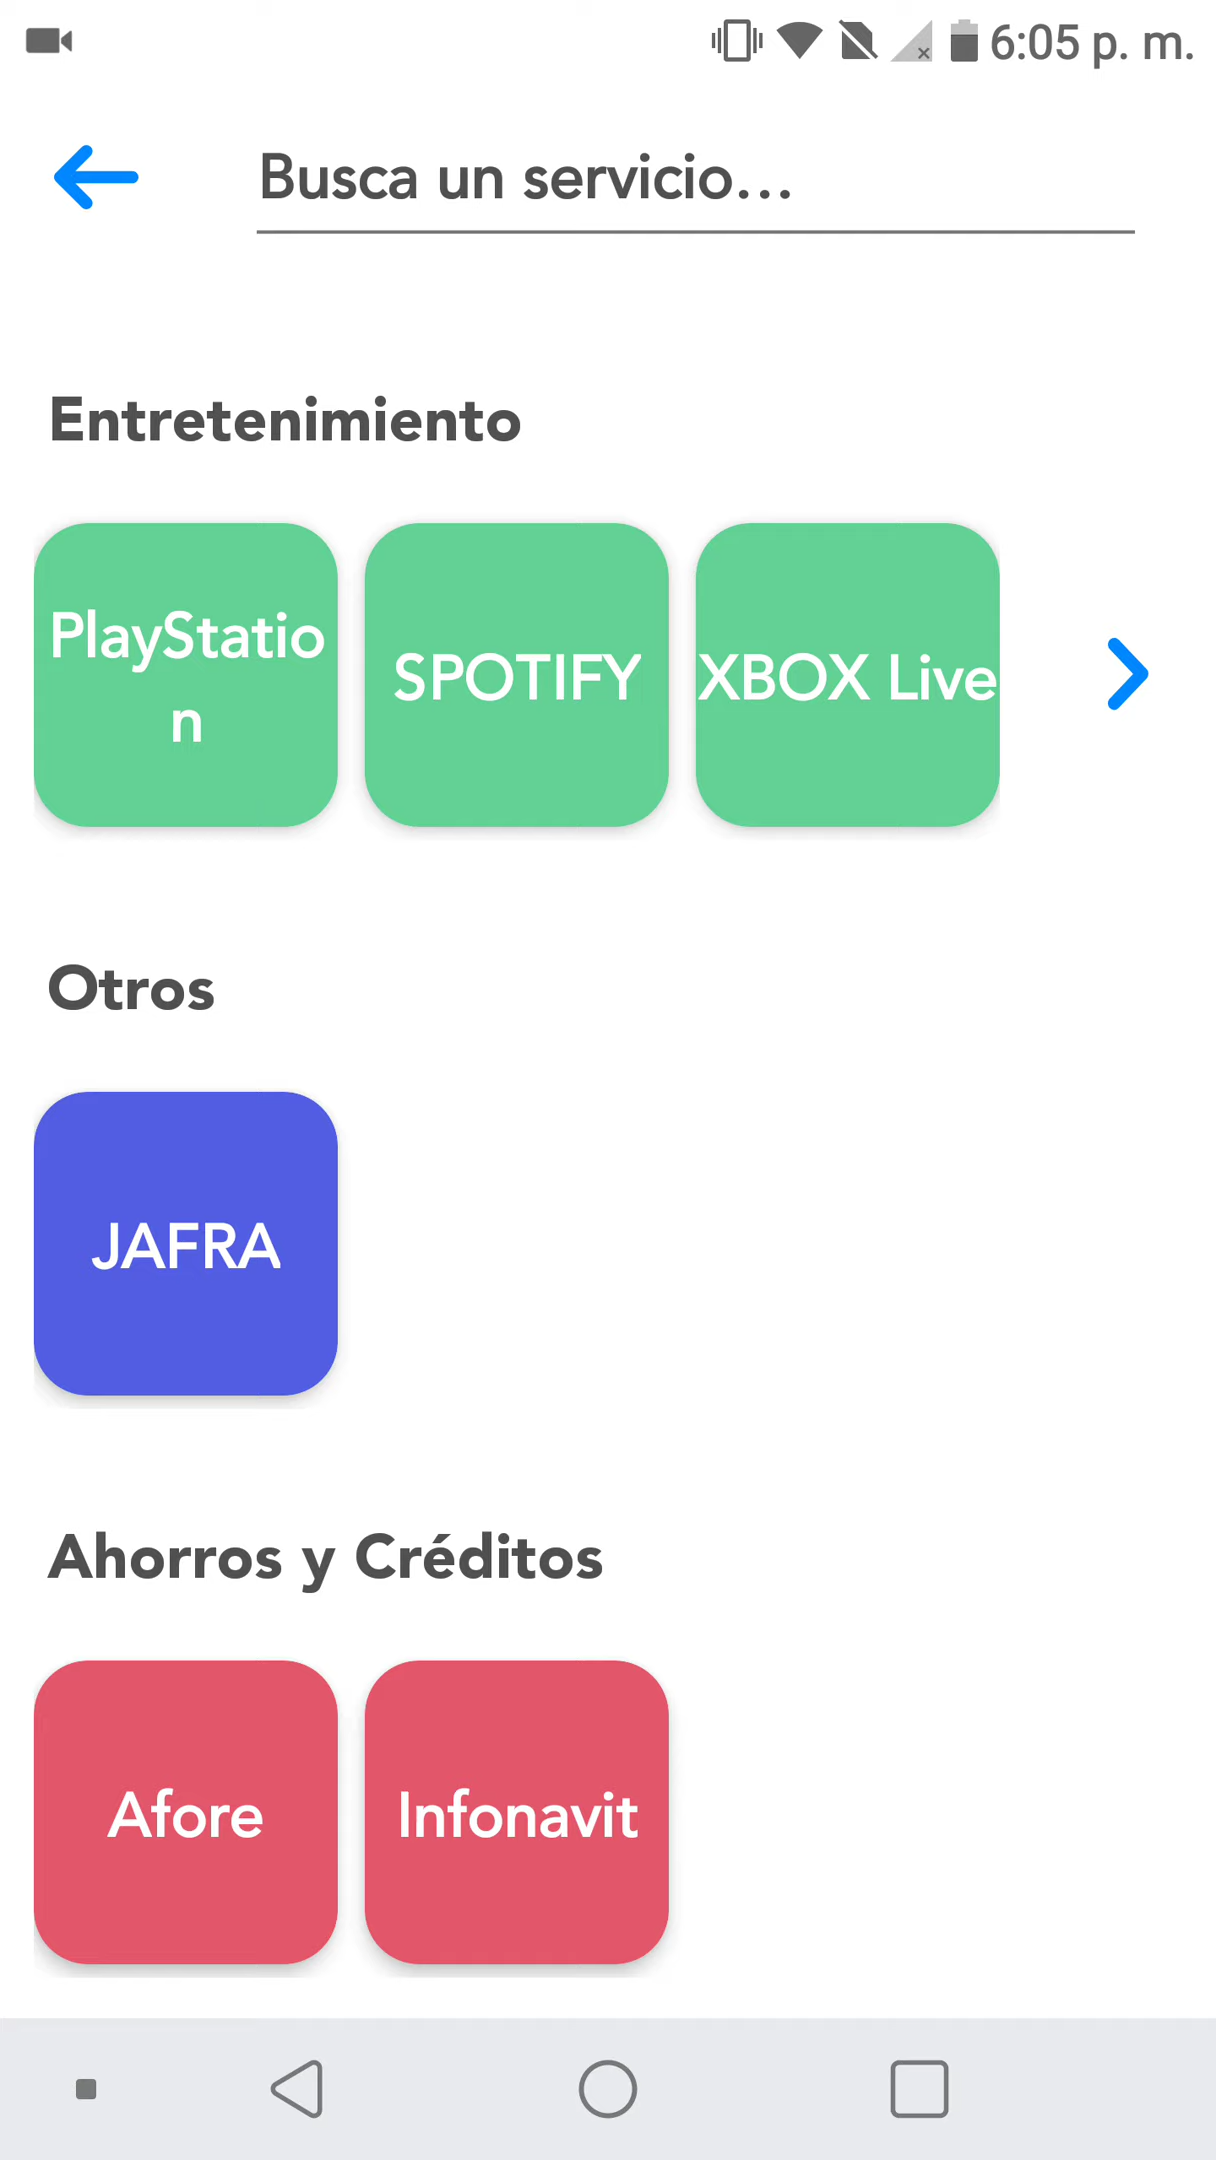 6:05 p. m.
Busca un servicio...
Entretenimiento
PlayStatio
n
SPOTIFY
XBOX Live
Otros
JAFRA
Ahorros y Créditos
Afore
Infonavit